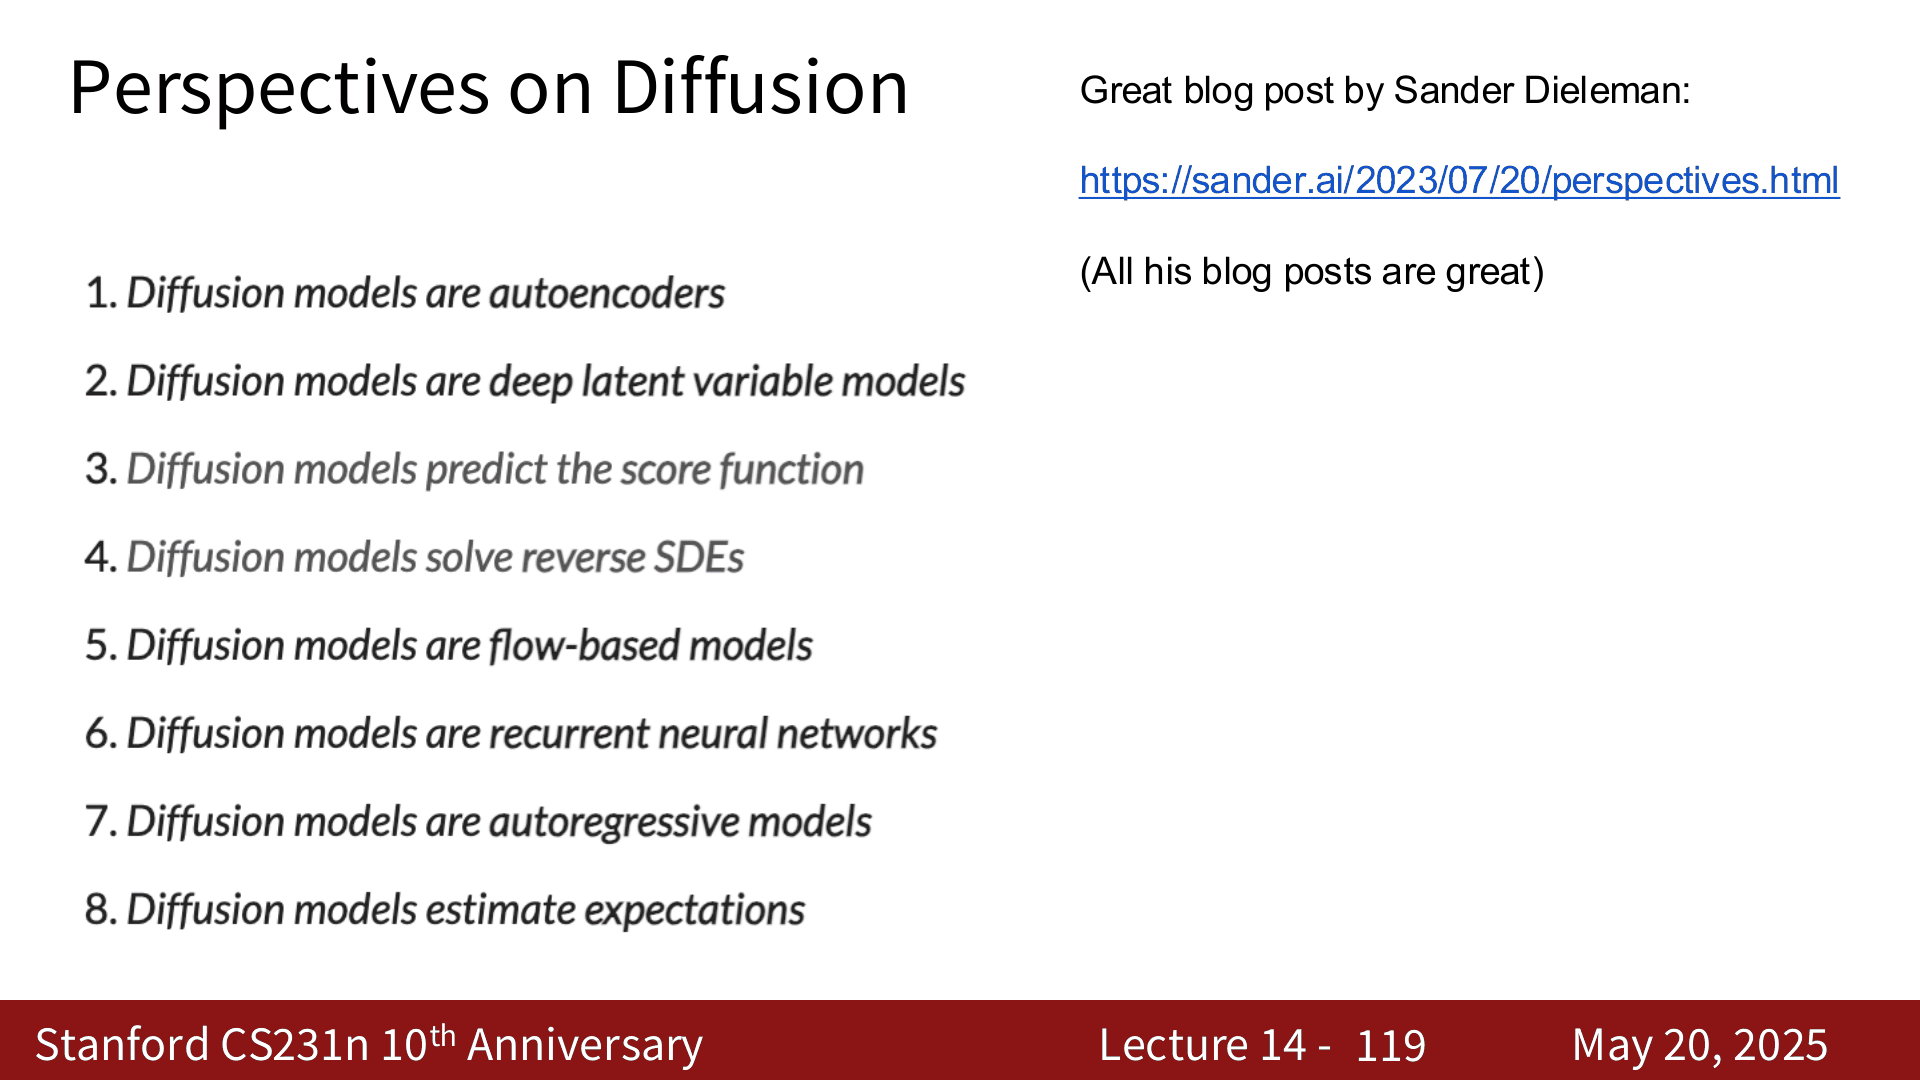 Perspectives on Diffusion
Great blog post by Sander Dieleman:
https://sander.ai/2023/07/20/perspectives.html
(All his blog posts are great)
1. Diffusion models are autoencoders
2. Diffusion models are deep latent variable models
3. Diffusion models predict the score function
4. Diffusion models solve reverse SDEs
5. Diffusion models are flow-based models
6. Diffusion models are recurrent neural networks
7. Diffusion models are autoregressive models
8. Diffusion models estimate expectations
Stanford CS231n 10th Anniversary
Lecture 14 - 119
May 20, 2025